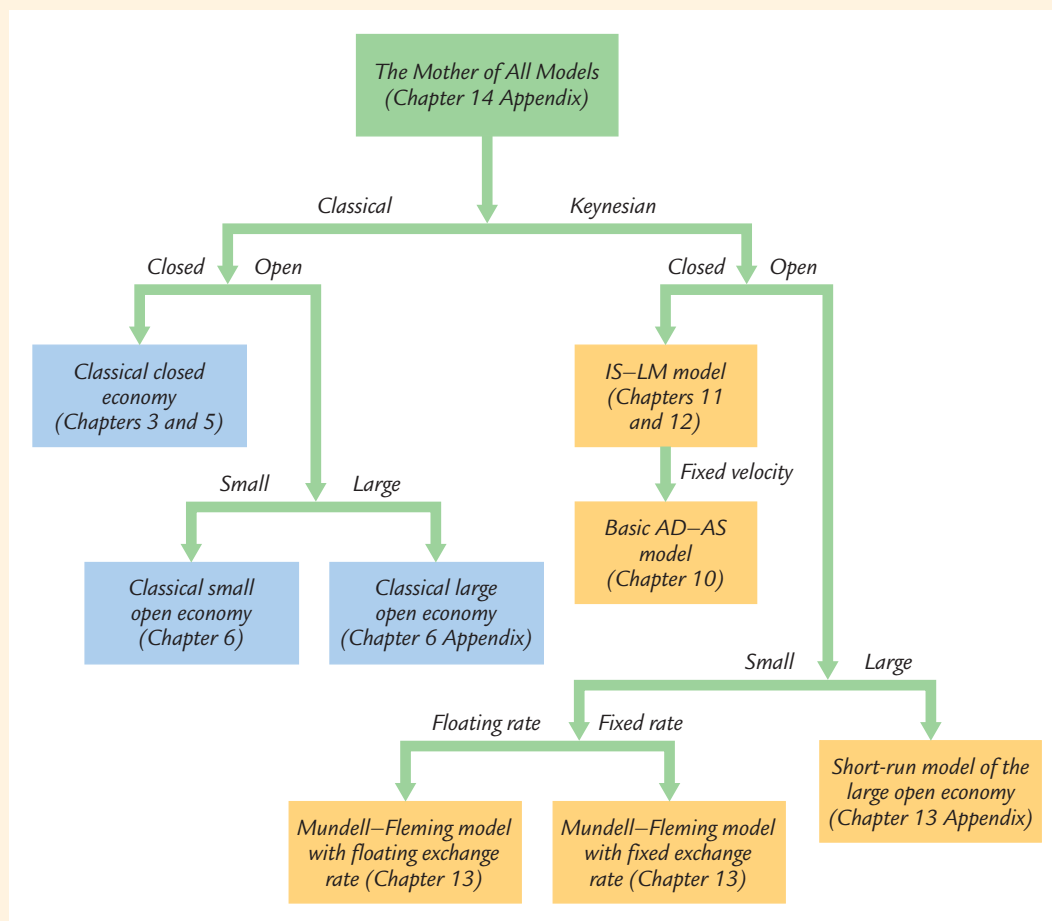 The Mother of All Models
(Chapter 14 Appendix)
Classical
Keynesian
Closed
Open
Closed
Open
Classical closed
economy
(Chapters 3 and 5)
IS–LM model
(Chapters 11
and 12)
Fixed velocity
Small
Large
Basic AD–AS
model
(Chapter 10)
Classical small
open economy
(Chapter 6)
Classical large
open economy
(Chapter 6 Appendix)
Small
Large
Floating rate
Fixed rate
Short-run model of the
large open economy
(Chapter 13 Appendix)
Mundell–Fleming model
with floating exchange
rate (Chapter 13)
Mundell–Fleming model
with fixed exchange
rate (Chapter 13)